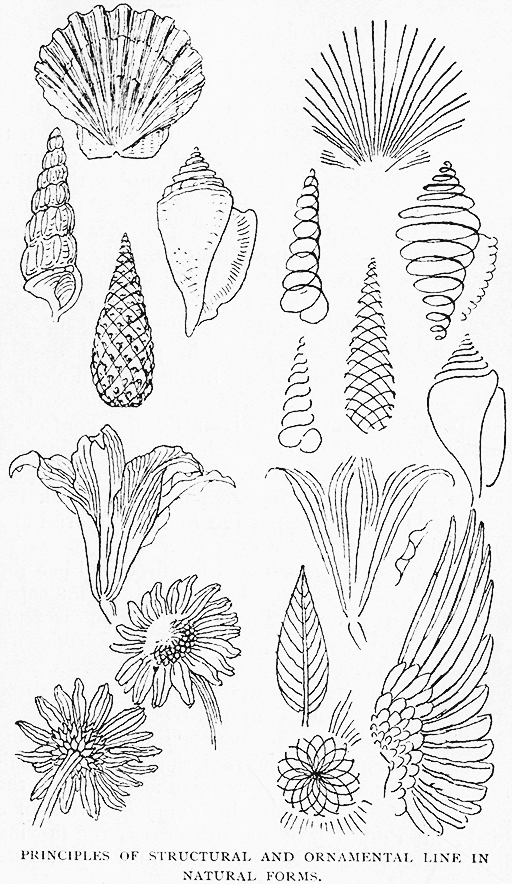 PRINCIPLES OF STRUCTURAL AND ORNAMENTAL LINE IN
NATURAL FORMS.